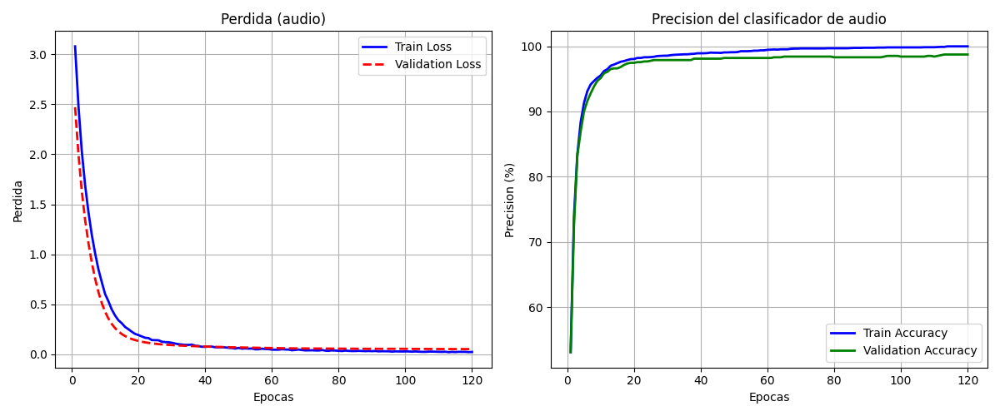 Perdida (audio)
Perdida
3.0
2.5
2.0
1.5
1.0
0.5
0.0
Train Loss
Validation Loss
0 20 40 60 80 100 120
Epocas
Precision del clasificador de audio
Precision (%)
100
90
80
70
60
Train Accuracy
Validation Accuracy
0 20 40 60 80 100 120
Epocas